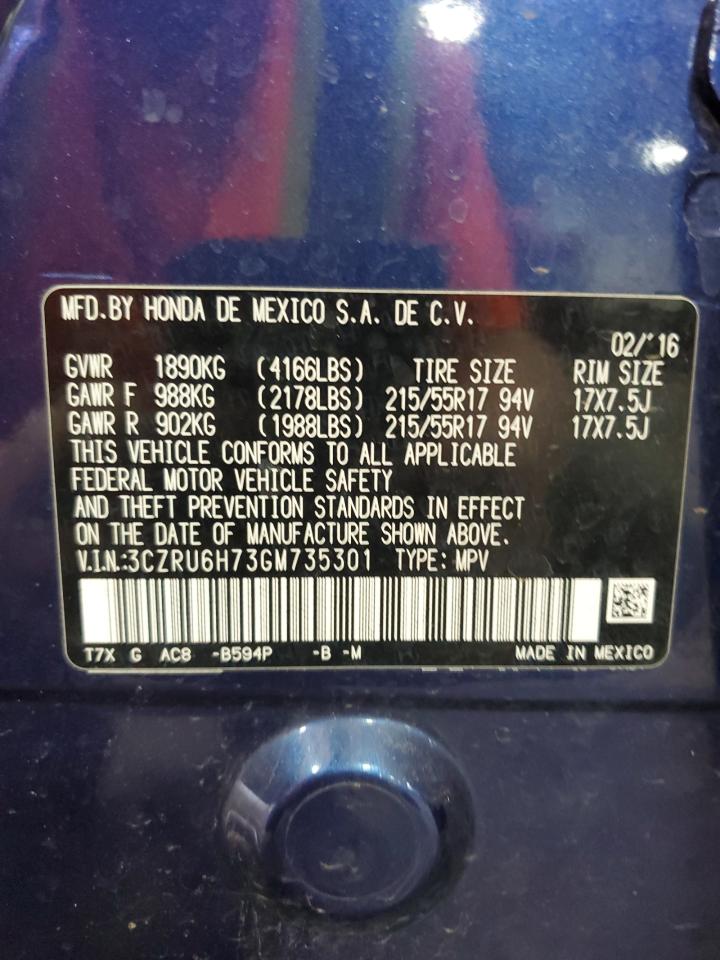 MFD.BY HONDA DE MEXICO S.A. DE C.V.
02/'16
GVWR 1890KG (4166LBS) TIRE SIZE RIM SIZE
GAWR F 988KG (2178LBS) 215/55R17 94V 17X7.5J
GAWR R 902KG (1988LBS) 215/55R17 94V 17X7.5J
THIS VEHICLE CONFORMS TO ALL APPLICABLE
FEDERAL MOTOR VEHICLE SAFETY
AND THEFT PREVENTION STANDARDS IN EFFECT
ON THE DATE OF MANUFACTURE SHOWN ABOVE.
V.I.N.:3CZRU6H73GM735301 TYPE: MPV
T7X G AC8 -B594P -B -M MADE IN MEXICO